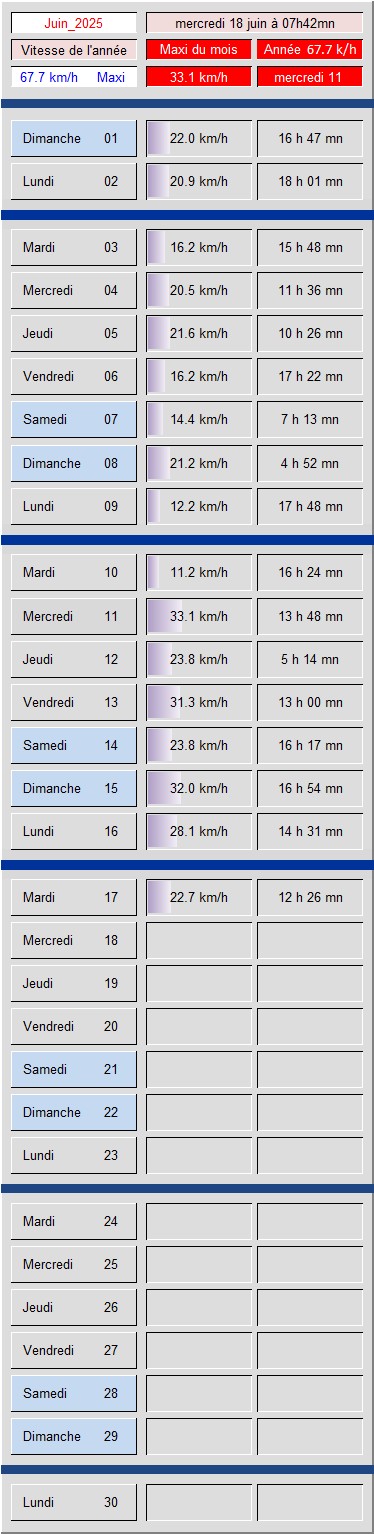 Juin_2025 mercredi 18 juin à 07h42mn
Vitesse de l'année Maxi du mois Année 67.7 k/h
67.7 km/h Maxi 33.1 km/h mercredi 11
Dimanche 01 22.0 km/h 16 h 47 mn
Lundi 02 20.9 km/h 18 h 01 mn
Mardi 03 16.2 km/h 15 h 48 mn
Mercredi 04 20.5 km/h 11 h 36 mn
Jeudi 05 21.6 km/h 10 h 26 mn
Vendredi 06 16.2 km/h 17 h 22 mn
Samedi 07 14.4 km/h 7 h 13 mn
Dimanche 08 21.2 km/h 4 h 52 mn
Lundi 09 12.2 km/h 17 h 48 mn
Mardi 10 11.2 km/h 16 h 24 mn
Mercredi 11 33.1 km/h 13 h 48 mn
Jeudi 12 23.8 km/h 5 h 14 mn
Vendredi 13 31.3 km/h 13 h 00 mn
Samedi 14 23.8 km/h 16 h 17 mn
Dimanche 15 32.0 km/h 16 h 54 mn
Lundi 16 28.1 km/h 14 h 31 mn
Mardi 17 22.7 km/h 12 h 26 mn
Mercredi 18
Jeudi 19
Vendredi 20
Samedi 21
Dimanche 22
Lundi 23
Mardi 24
Mercredi 25
Jeudi 26
Vendredi 27
Samedi 28
Dimanche 29
Lundi 30